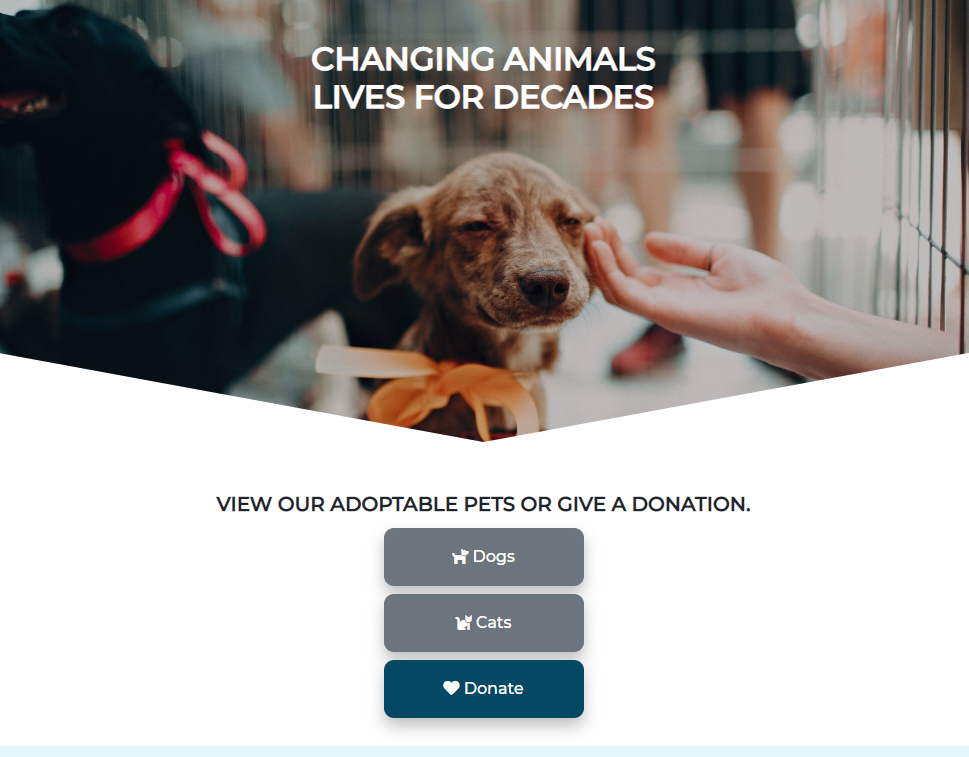 CHANGING ANIMALS
LIVES FOR DECADES
VIEW OUR ADOPTABLE PETS OR GIVE A DONATION.
Dogs
Cats
Donate